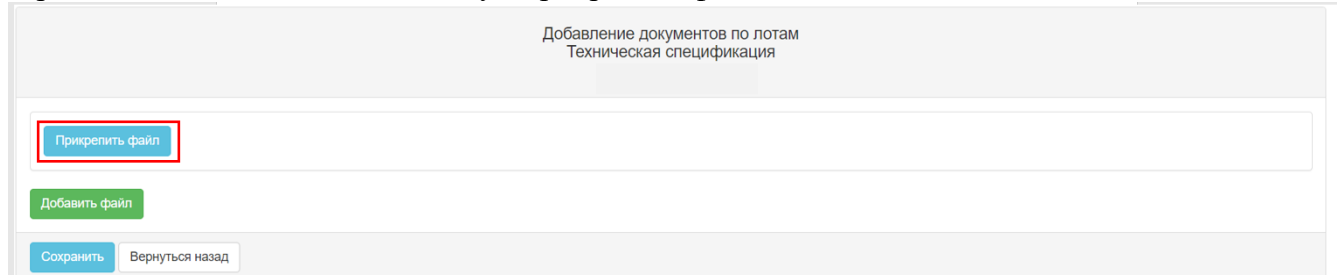 Добавление документов по лотам
Техническая спецификация
Прикрепить файл
Добавить файл
Сохранить
Вернуться назад